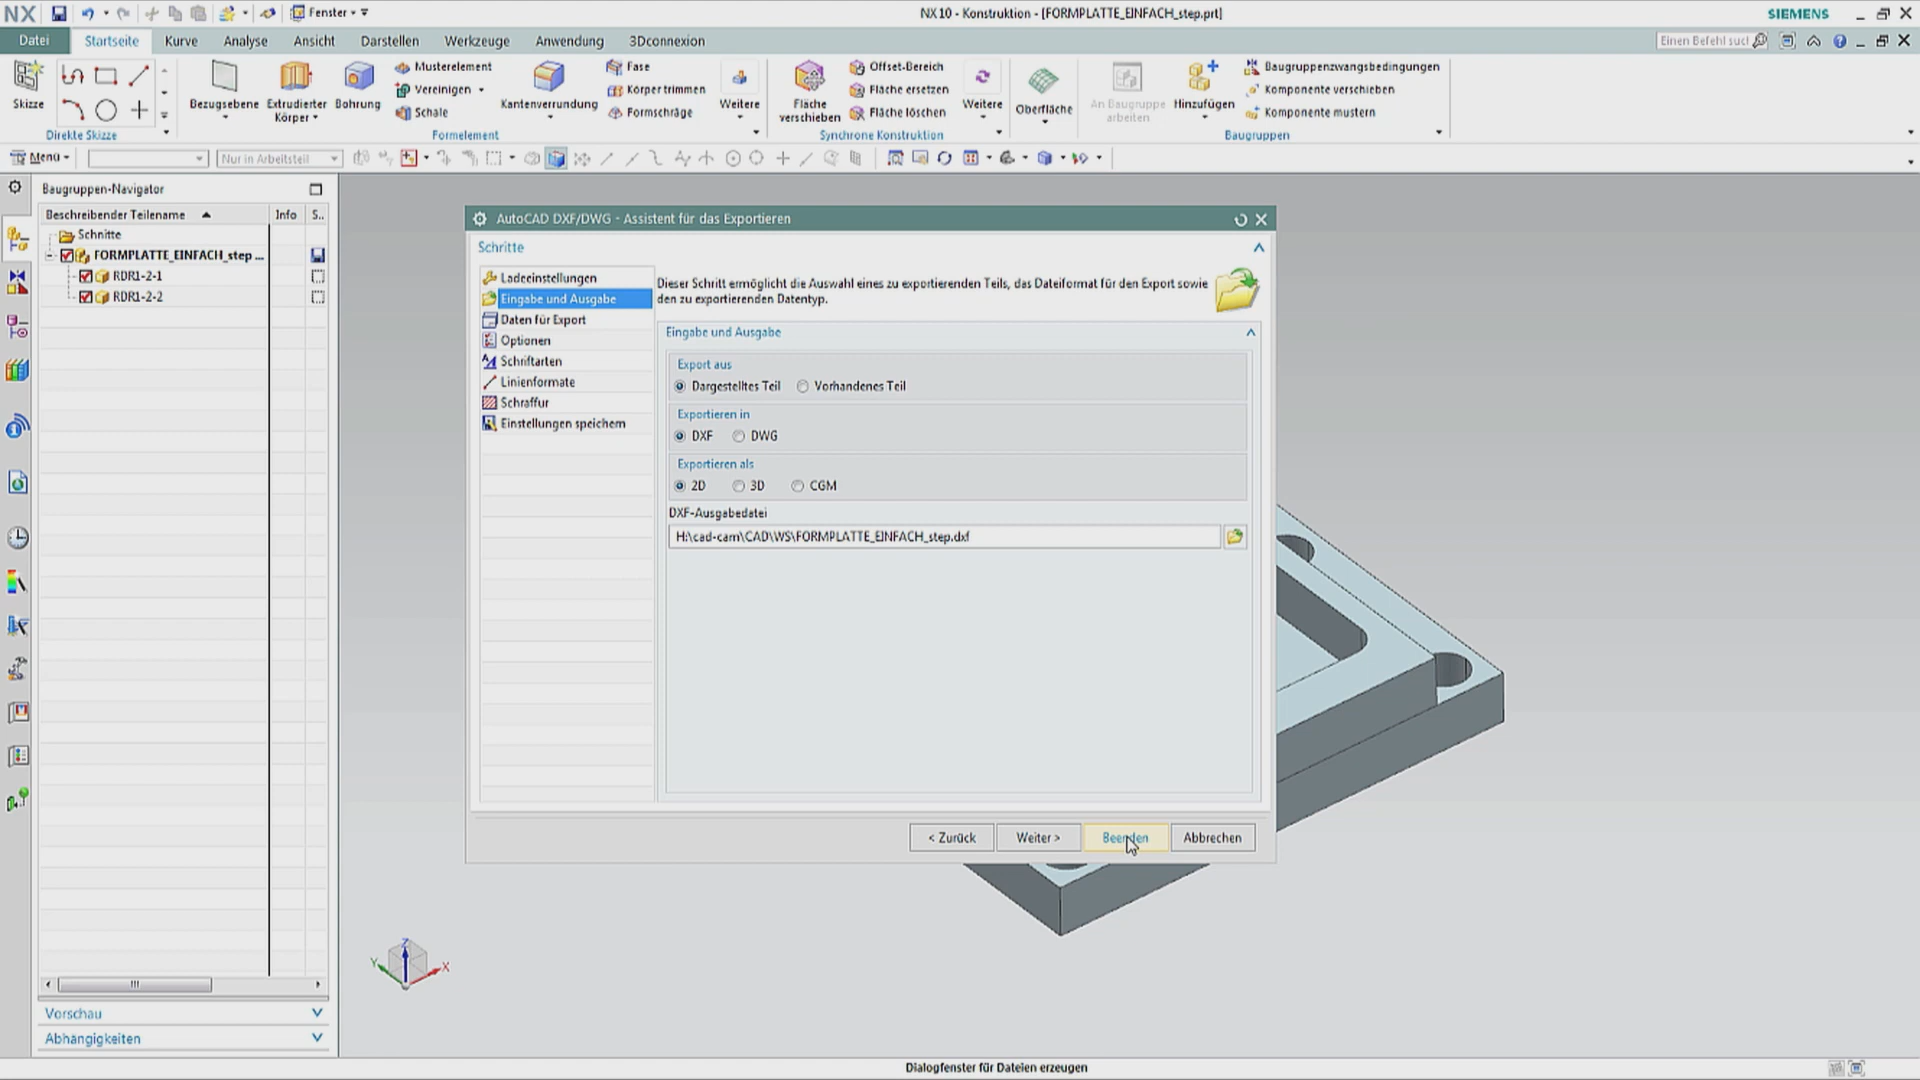 NX
Fenster
NX 10 - Konstruktion - [FORMPLATTE_EINFACH_step.prt]
SIEMENS
Datei
Startseite
Kurve
Analyse
Ansicht
Darstellen
Werkzeuge
Anwendung
3Dconnexion
Einen Befehl sucl
Skizze
Direkte Skizze
Bezugsebene
Extrudierter
Körper
Bohrung
Musterelement
Vereinigen
Schale
Kantenverrundung
Fase
Körper trimmen
Formschräge
Weitere
Formelement
Fläche
verschieben
Offset-Bereich
Fläche ersetzen
Fläche löschen
Weitere
Synchrone Konstruktion
Oberfläche
An Baugruppe
arbeiten
Hinzufügen
Baugruppenzwangsbedingungen
Komponente verschieben
Komponente mustern
Baugruppen
Menü
Nur in Arbeitsteil
Baugruppen-Navigator
Beschreibender Teilename
Info
S..
Schnitte
FORMPLATTE_EINFACH_step ...
RDR1-2-1
RDR1-2-2
Vorschau
Abhängigkeiten
AutoCAD DXF/DWG - Assistent für das Exportieren
Schritte
Ladeeinstellungen
Eingabe und Ausgabe
Daten für Export
Optionen
Schriftarten
Linienformate
Schraffur
Einstellungen speichern
Dieser Schritt ermöglicht die Auswahl eines zu exportierenden Teils, das Dateiformat für den Export sowie
den zu exportierenden Datentyp.
Eingabe und Ausgabe
Export aus
Dargestelltes Teil
Vorhandenes Teil
Exportieren in
DXF
DWG
Exportieren als
2D
3D
CGM
DXF-Ausgabedatei
H:\cad-cam\CAD\WS\FORMPLATTE_EINFACH_step.dxf
< Zurück
Weiter >
Beenden
Abbrechen
Z
Y
X
Dialogfenster für Dateien erzeugen